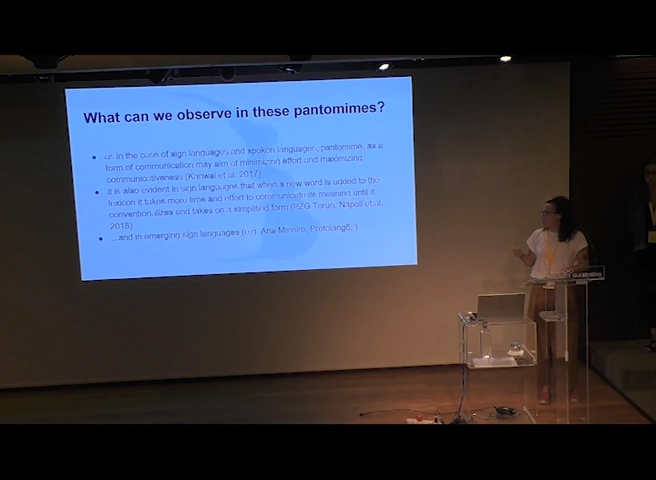 What can we observe in these pantomimes?
as in the case of sign languages and spoken languages, pantomime, as a
form of communication may aim at minimizing effort and maximizing
communicativeness (Kanwal et al. 2017)
it is also evident in sign languages that when a new word is added to the
lexicon it takes more time and effort to communicate its meaning until it
conventionalizes and takes on a simplified form (PZG Toruń, Napoli et al.
2018)
...and in emerging sign languages (e.g. Ana Mineiro, Protolang6, )